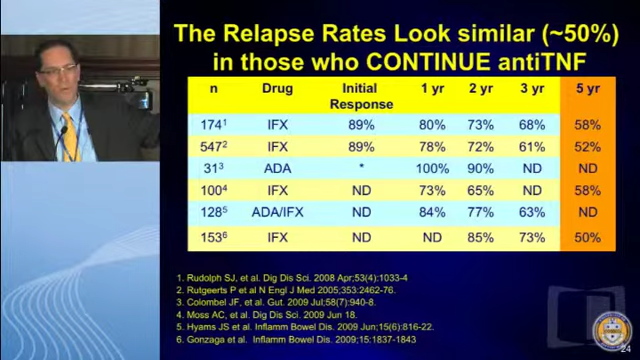 The Relapse Rates Look similar (~50%)
in those who CONTINUE antiTNF
n Drug Initial Response 1 yr 2 yr 3 yr 5 yr
174¹ IFX 89% 80% 73% 68% 58%
547² IFX 89% 78% 72% 61% 52%
31³ ADA * 100% 90% ND ND
100⁴ IFX ND 73% 65% ND 58%
128⁵ ADA/IFX ND 84% 77% 63% ND
153⁶ IFX ND ND 85% 73% 50%
1. Rudolph SJ, et al. Dig Dis Sci. 2008 Apr;53(4):1033-4
2. Rutgeerts P et al N Engl J Med 2005;353:2462-76.
3. Colombel JF, et al. Gut. 2009 Jul;58(7):940-8.
4. Moss AC, et al. Dig Dis Sci. 2009 Jun 18.
5. Hyams JS et al Inflamm Bowel Dis. 2009 Jun;15(6):816-22.
6. Gonzaga et al. Inflamm Bowel Dis. 2009;15:1837-1843
24